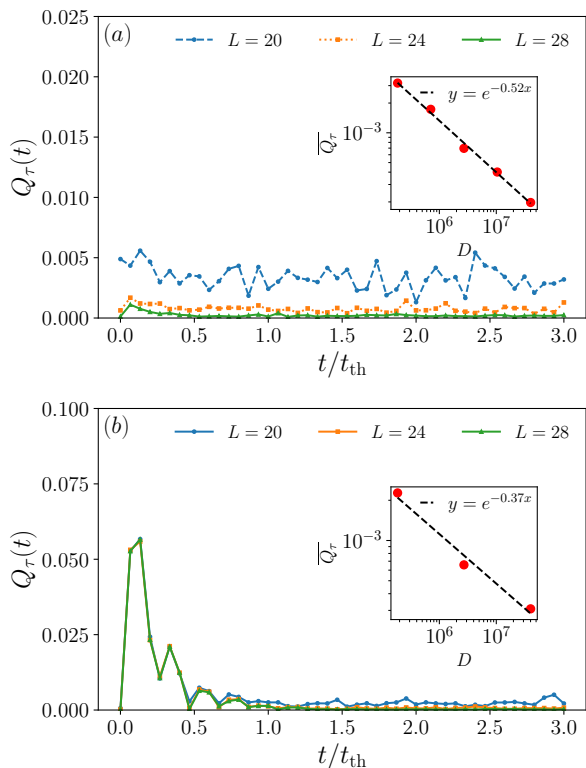 (a)
L = 20 L = 24 L = 28
0.025
0.020
0.015
0.010
0.005
0.000
Q_τ(t)
0.0 0.5 1.0 1.5 2.0 2.5 3.0
t/t_th
y = e^{−0.52x}
10^{−3}
\overline{Q_τ}
10^6 10^7
D
(b)
L = 20 L = 24 L = 28
0.100
0.075
0.050
0.025
0.000
Q_τ(t)
0.0 0.5 1.0 1.5 2.0 2.5 3.0
t/t_th
y = e^{−0.37x}
10^{−3}
\overline{Q_τ}
10^6 10^7
D